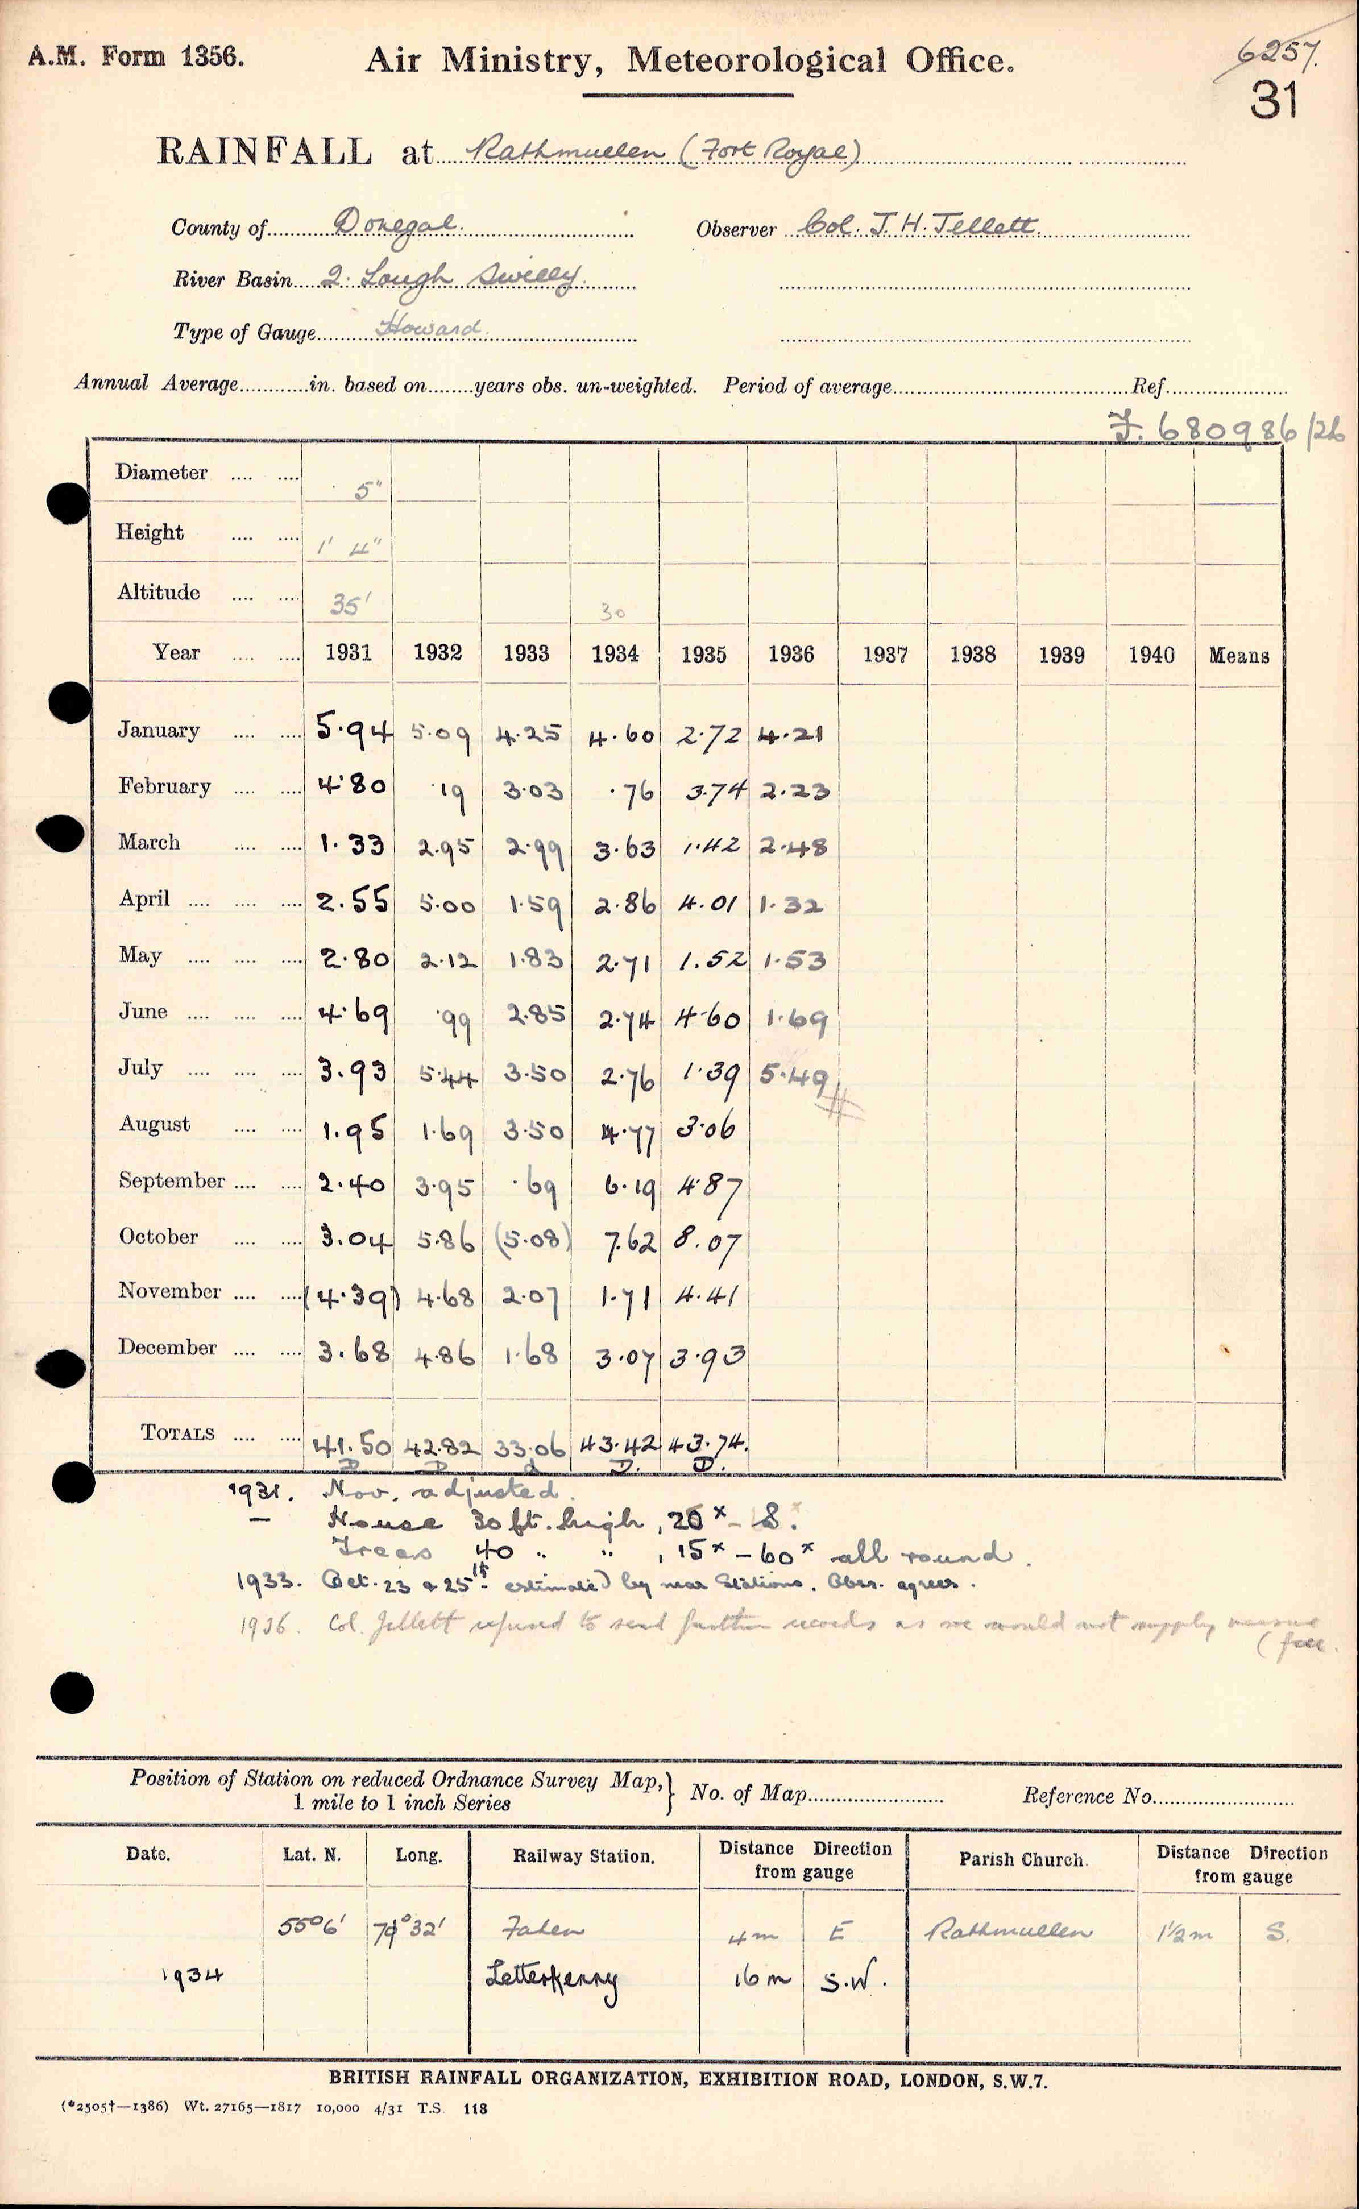 A.M. Form 1356.
Air Ministry, Meteorological Office.
6257.
31
RAINFALL at Rathmullen (Fort Royal)
County of Donegal. Observer Col. J. H. Jellett.
River Basin 2. Lough Swilly.
Type of Gauge Howard.
Annual Average in. based on years obs. un-weighted. Period of average Ref.
F. 680986/26
Diameter 5"
Height 1' 4"
Altitude 35' 30
Year 1931 1932 1933 1934 1935 1936 1937 1938 1939 1940 Means
January 5.94 5.09 4.25 4.60 2.72 4.21
February 4.80 .19 3.03 .76 3.74 2.23
March 1.33 2.95 2.99 3.63 1.42 2.48
April 2.55 5.00 1.59 2.86 4.01 1.32
May 2.80 2.12 1.83 2.71 1.52 1.53
June 4.69 .99 2.85 2.74 4.60 1.69
July 3.93 5.44 3.50 2.76 1.39 5.49
August 1.95 1.69 3.50 4.77 3.06
September 2.40 3.95 .69 6.19 4.87
October 3.04 5.86 (5.08) 7.62 8.07
November (4.39) 4.68 2.07 1.71 4.41
December 3.68 4.86 1.68 3.07 3.93
TOTALS 41.50 42.82 33.06 43.42 43.74.
D D D. D.
1931. Nov. adjusted.
— House 30 ft. high, x – S.
Trees 40 " " , 15x – 60x all round.
1933. Oct. 23 & 25th. estimated by near Stations. Obsr. agrees.
1936. Col. Jellett refused to send further records as we would not supply
(free.
Position of Station on reduced Ordnance Survey Map, } No. of Map Reference No.
1 mile to 1 inch Series
Date. Lat. N. Long. Railway Station. Distance Direction from gauge Parish Church. Distance Direction from gauge
55°6' 7°32' Fahen 4m E Rathmullen 1½m S.
1934 Letterkenny 16m S.W.
BRITISH RAINFALL ORGANIZATION, EXHIBITION ROAD, LONDON, S.W.7.
(*2505†—1386) Wt. 27165—1817 10,000 4/31 T.S. 118